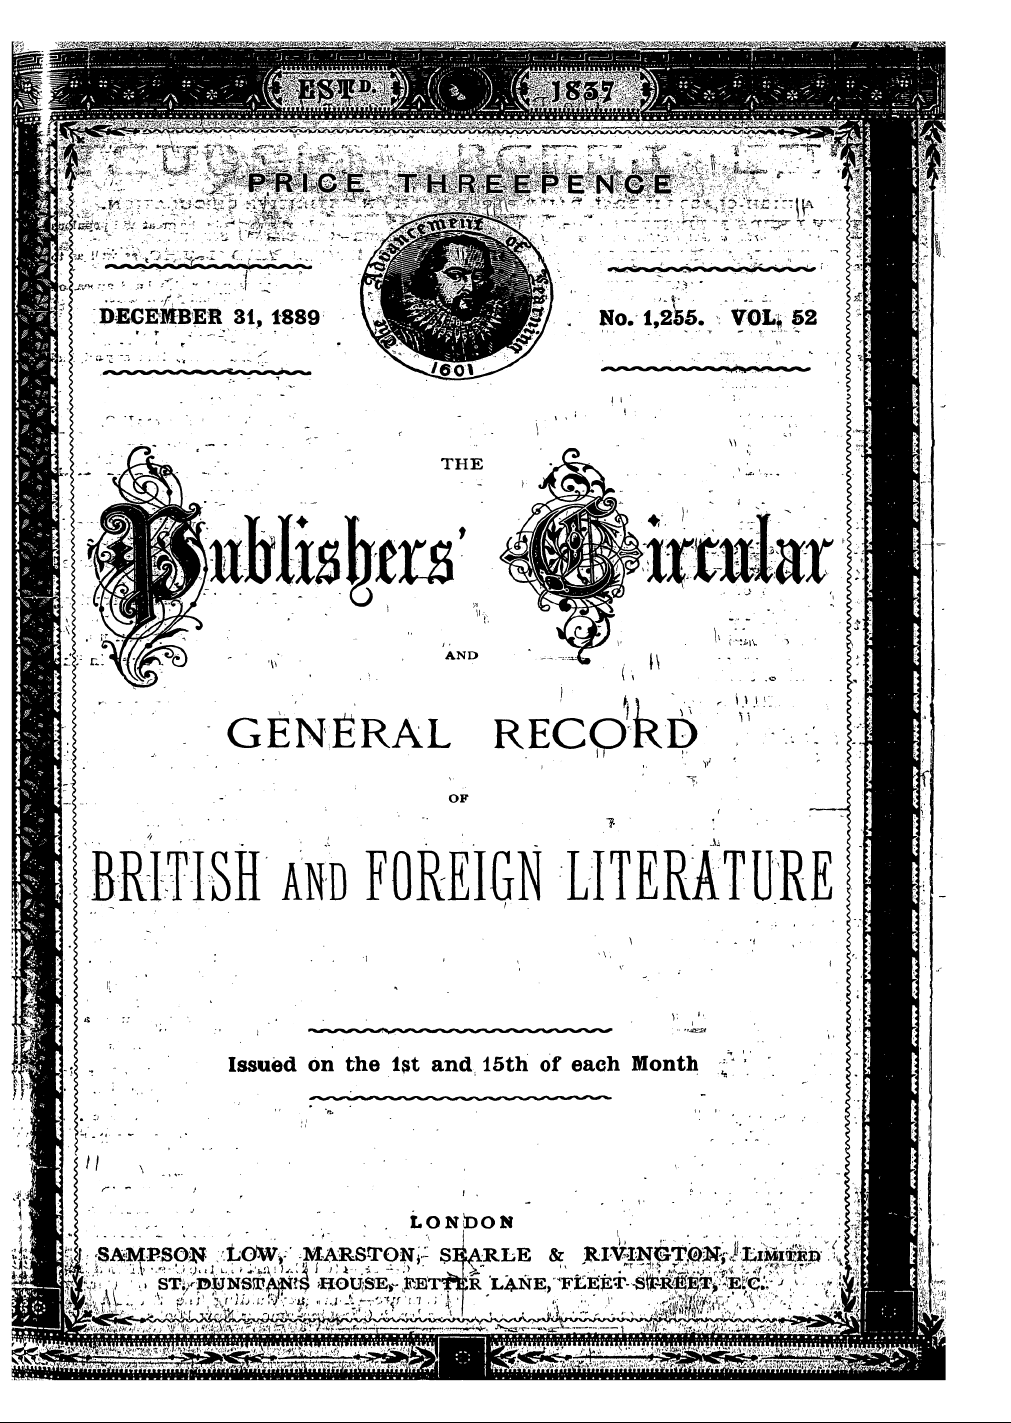 ESTD. 1837
PRICE THREEPENCE
The Advancement of Learning
1601
DECEMBER 31, 1889
No. 1,255. VOL. 52
THE
Publishers' Circular
AND
GENERAL RECORD
OF
BRITISH AND FOREIGN LITERATURE
Issued on the 1st and 15th of each Month
LONDON
SAMPSON LOW, MARSTON, SEARLE & RIVINGTON, LIMITED
ST. DUNSTAN'S HOUSE, FETTER LANE, FLEET STREET, E.C.